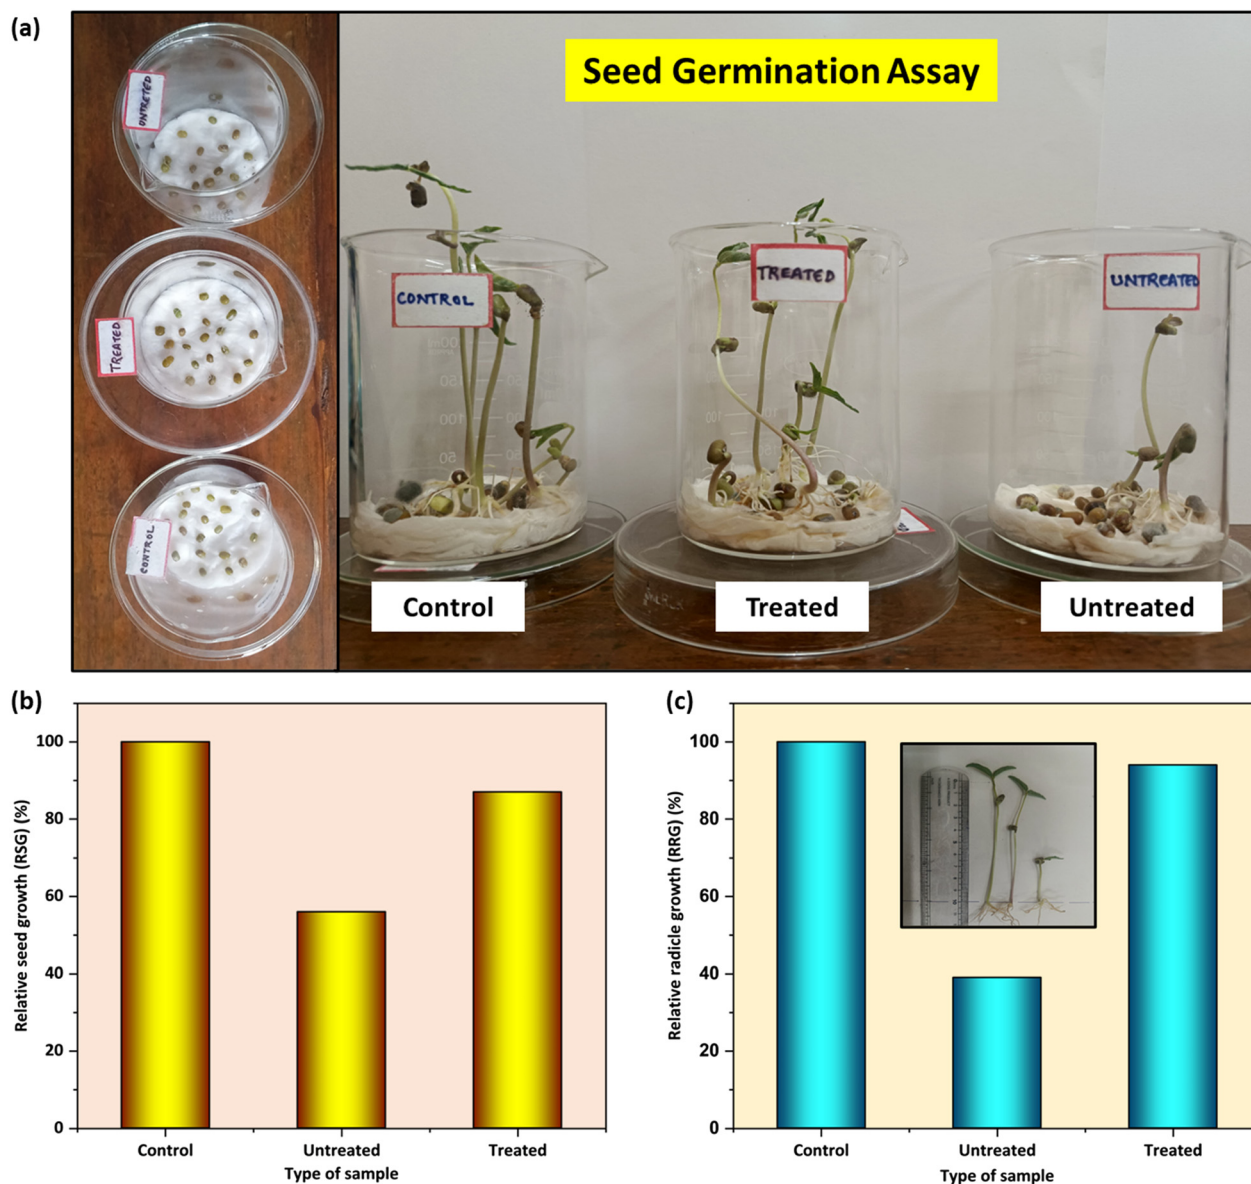 (a)
Seed Germination Assay
UNTRETED
TREATED
CONTROL
CONTROL
TREATED
UNTREATED
Control
Treated
Untreated
(b)
Relative seed growth (RSG) (%)
100
80
60
40
20
0
Control
Untreated
Treated
Type of sample
(c)
Relative radicle growth (RRG) (%)
100
80
60
40
20
0
Control
Untreated
Treated
Type of sample